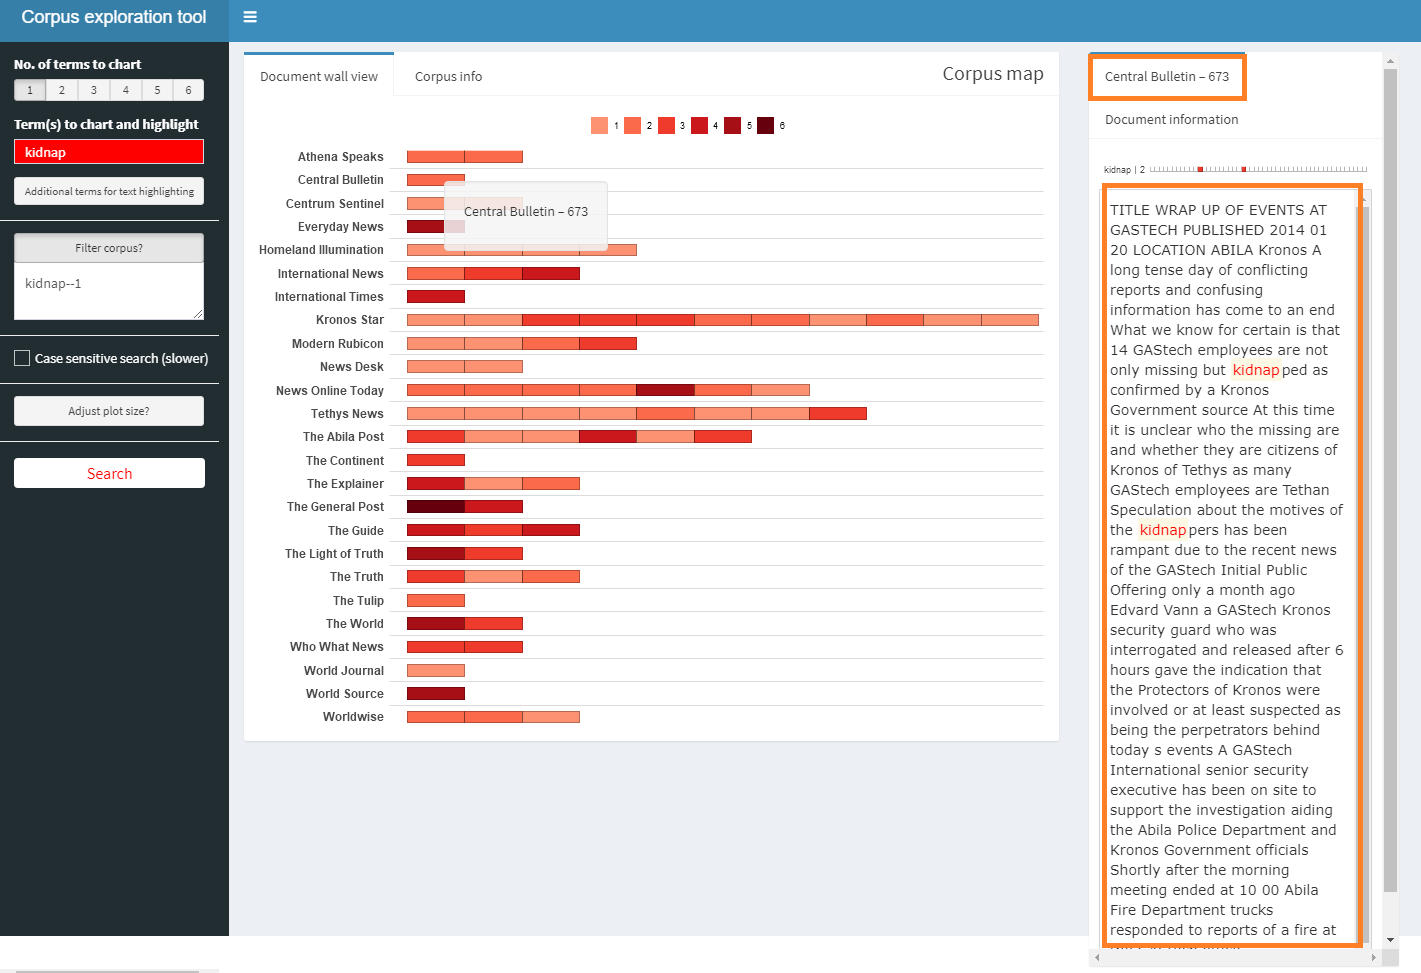 Corpus exploration tool
No. of terms to chart
1 2 3 4 5 6
Term(s) to chart and highlight
kidnap
Additional terms for text highlighting
Filter corpus?
kidnap--1
Case sensitive search (slower)
Adjust plot size?
Search
Document wall view
Corpus info
Corpus map
1 2 3 4 5 6
Athena Speaks
Central Bulletin
Centrum Sentinel
Everyday News
Homeland Illumination
International News
International Times
Kronos Star
Modern Rubicon
News Desk
News Online Today
Tethys News
The Abila Post
The Continent
The Explainer
The General Post
The Guide
The Light of Truth
The Truth
The Tulip
The World
Who What News
World Journal
World Source
Worldwise
Central Bulletin – 673
Central Bulletin – 673
Document information
kidnap | 2
TITLE WRAP UP OF EVENTS AT
GASTECH PUBLISHED 2014 01
20 LOCATION ABILA Kronos A
long tense day of conflicting
reports and confusing
information has come to an end
What we know for certain is that
14 GAStech employees are not
only missing but kidnapped as
confirmed by a Kronos
Government source At this time
it is unclear who the missing are
and whether they are citizens of
Kronos of Tethys as many
GAStech employees are Tethan
Speculation about the motives of
the kidnappers has been
rampant due to the recent news
of the GAStech Initial Public
Offering only a month ago
Edvard Vann a GAStech Kronos
security guard who was
interrogated and released after 6
hours gave the indication that
the Protectors of Kronos were
involved or at least suspected as
being the perpetrators behind
today s events A GAStech
International senior security
executive has been on site to
support the investigation aiding
the Abila Police Department and
Kronos Government officials
Shortly after the morning
meeting ended at 10 00 Abila
Fire Department trucks
responded to reports of a fire at